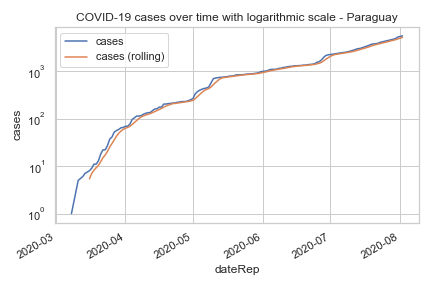 COVID-19 cases over time with logarithmic scale - Paraguay
cases
cases (rolling)
10³
10²
10¹
10⁰
cases
2020-03
2020-04
2020-05
2020-06
2020-07
2020-08
dateRep